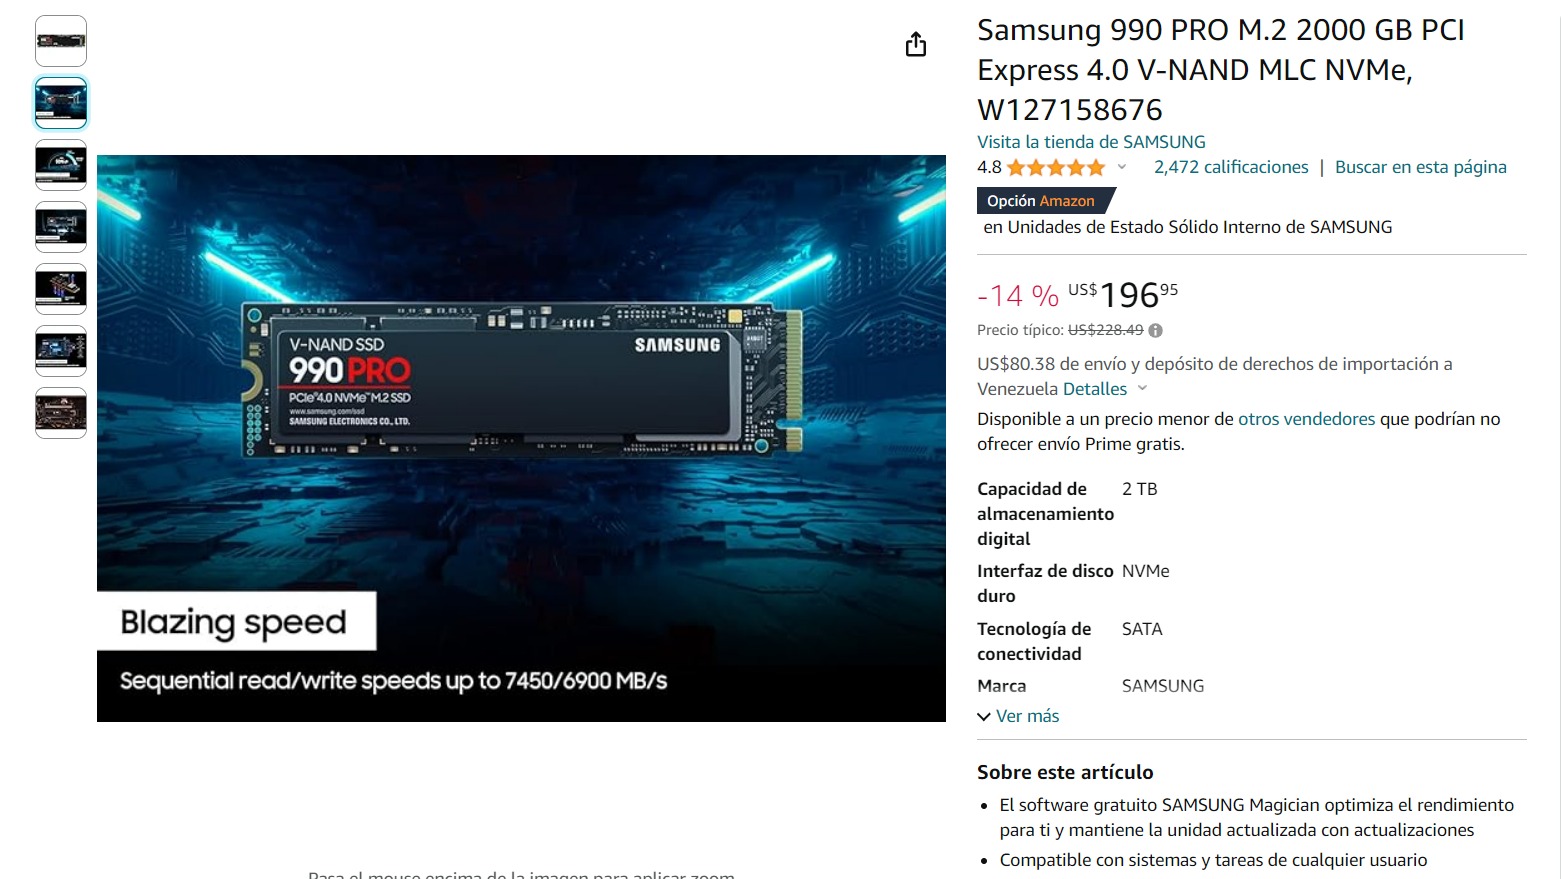 Samsung 990 PRO M.2 2000 GB PCI
Express 4.0 V-NAND MLC NVMe,
W127158676
Visita la tienda de SAMSUNG
4.8
2,472 calificaciones | Buscar en esta página
Opción Amazon
en Unidades de Estado Sólido Interno de SAMSUNG
-14 % US$196 95
Precio típico: US$228.49
US$80.38 de envío y depósito de derechos de importación a
Venezuela Detalles
Disponible a un precio menor de otros vendedores que podrían no
ofrecer envío Prime gratis.
Capacidad de
almacenamiento
digital
2 TB
Interfaz de disco
duro
NVMe
Tecnología de
conectividad
SATA
Marca
SAMSUNG
Ver más
Sobre este artículo
El software gratuito SAMSUNG Magician optimiza el rendimiento
para ti y mantiene la unidad actualizada con actualizaciones
Compatible con sistemas y tareas de cualquier usuario
V-NAND SSD
990 PRO
PCIe® 4.0 NVMe™ M.2 SSD
www.samsung.com/ssd
SAMSUNG ELECTRONICS CO., LTD.
SAMSUNG
Blazing speed
Sequential read/write speeds up to 7450/6900 MB/s
Pasa el mouse encima de la imagen para aplicar zoom